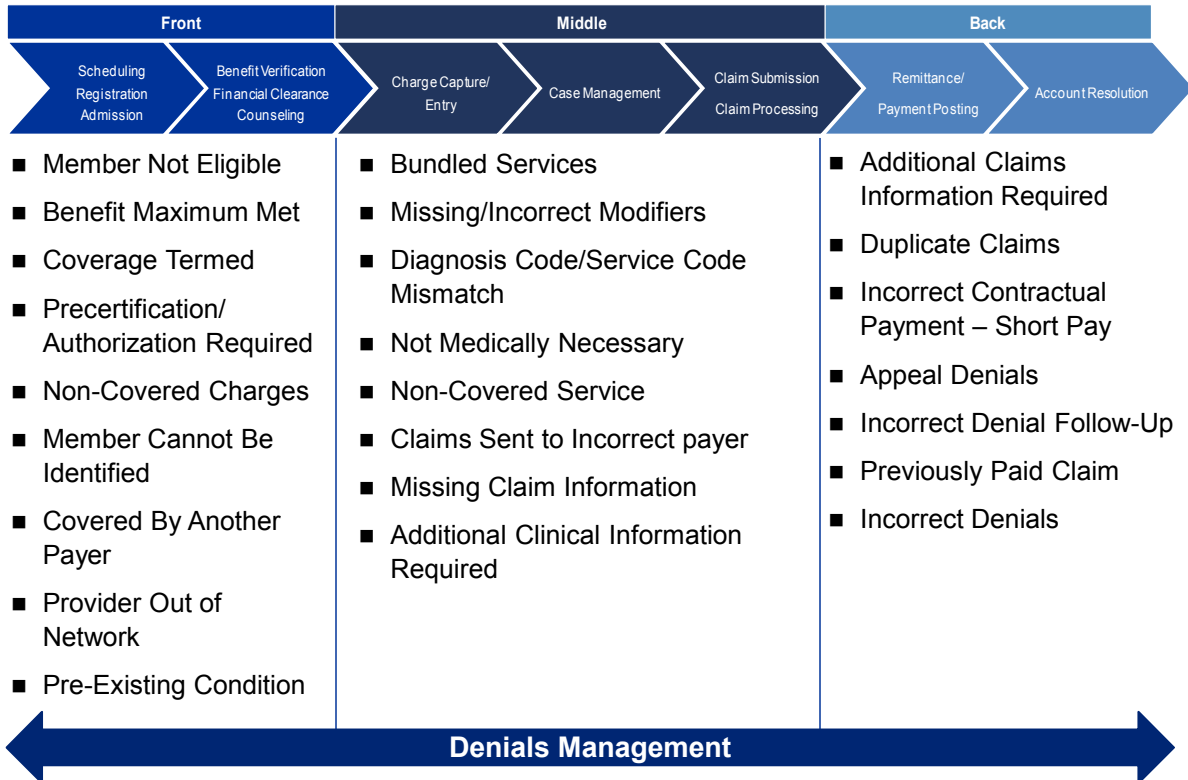 Front
Middle
Back
Scheduling
Registration
Admission
Benefit Verification
Financial Clearance
Counseling
Charge Capture/
Entry
Case Management
Claim Submission
Claim Processing
Remittance/
Payment Posting
Account Resolution
■ Member Not Eligible
■ Benefit Maximum Met
■ Coverage Termed
■ Precertification/
Authorization Required
■ Non-Covered Charges
■ Member Cannot Be
Identified
■ Covered By Another
Payer
■ Provider Out of
Network
■ Pre-Existing Condition
■ Bundled Services
■ Missing/Incorrect Modifiers
■ Diagnosis Code/Service Code
Mismatch
■ Not Medically Necessary
■ Non-Covered Service
■ Claims Sent to Incorrect payer
■ Missing Claim Information
■ Additional Clinical Information
Required
■ Additional Claims
Information Required
■ Duplicate Claims
■ Incorrect Contractual
Payment – Short Pay
■ Appeal Denials
■ Incorrect Denial Follow-Up
■ Previously Paid Claim
■ Incorrect Denials
Denials Management